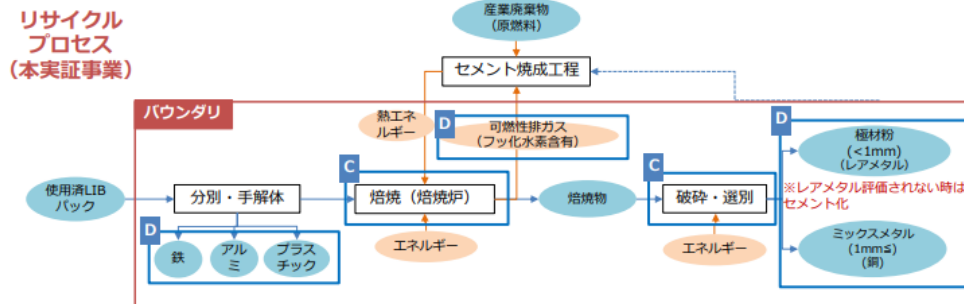 リサイクル
プロセス
（本実証事業）
産業廃棄物
（原燃料）
セメント焼成工程
バウンダリ
熱エネ
ルギー
D
可燃性排ガス
（フッ化水素含有）
D
極材粉
(<1mm)
(レアメタル)
※レアメタル評価されない時は
セメント化
使用済LIB
パック
分別・手解体
C
焙焼（焙焼炉）
焙焼物
C
破砕・選別
D
鉄
アル
ミ
プラス
チック
エネルギー
エネルギー
ミックスメタル
(1mm≦)
(銅)